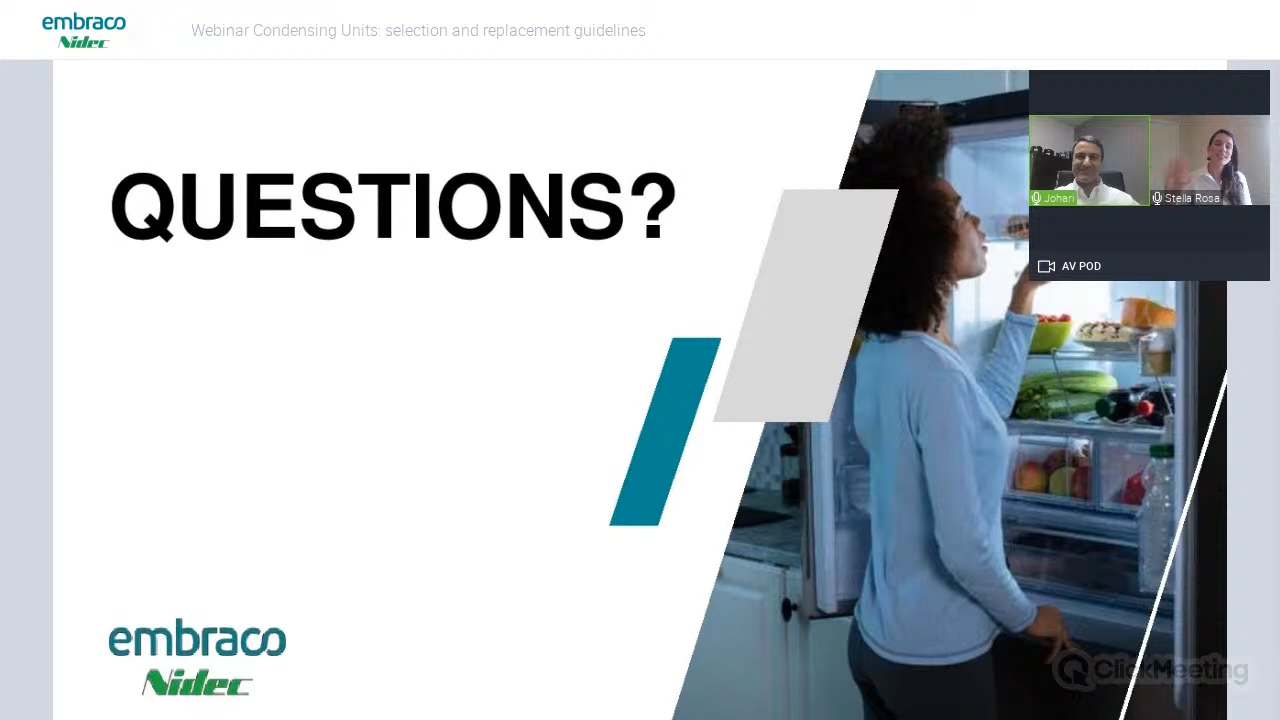 embraco
Nidec
Webinar Condensing Units: selection and replacement guidelines
QUESTIONS?
Johari
Stella Rosa
AV POD
embraco
Nidec
ClickMeeting